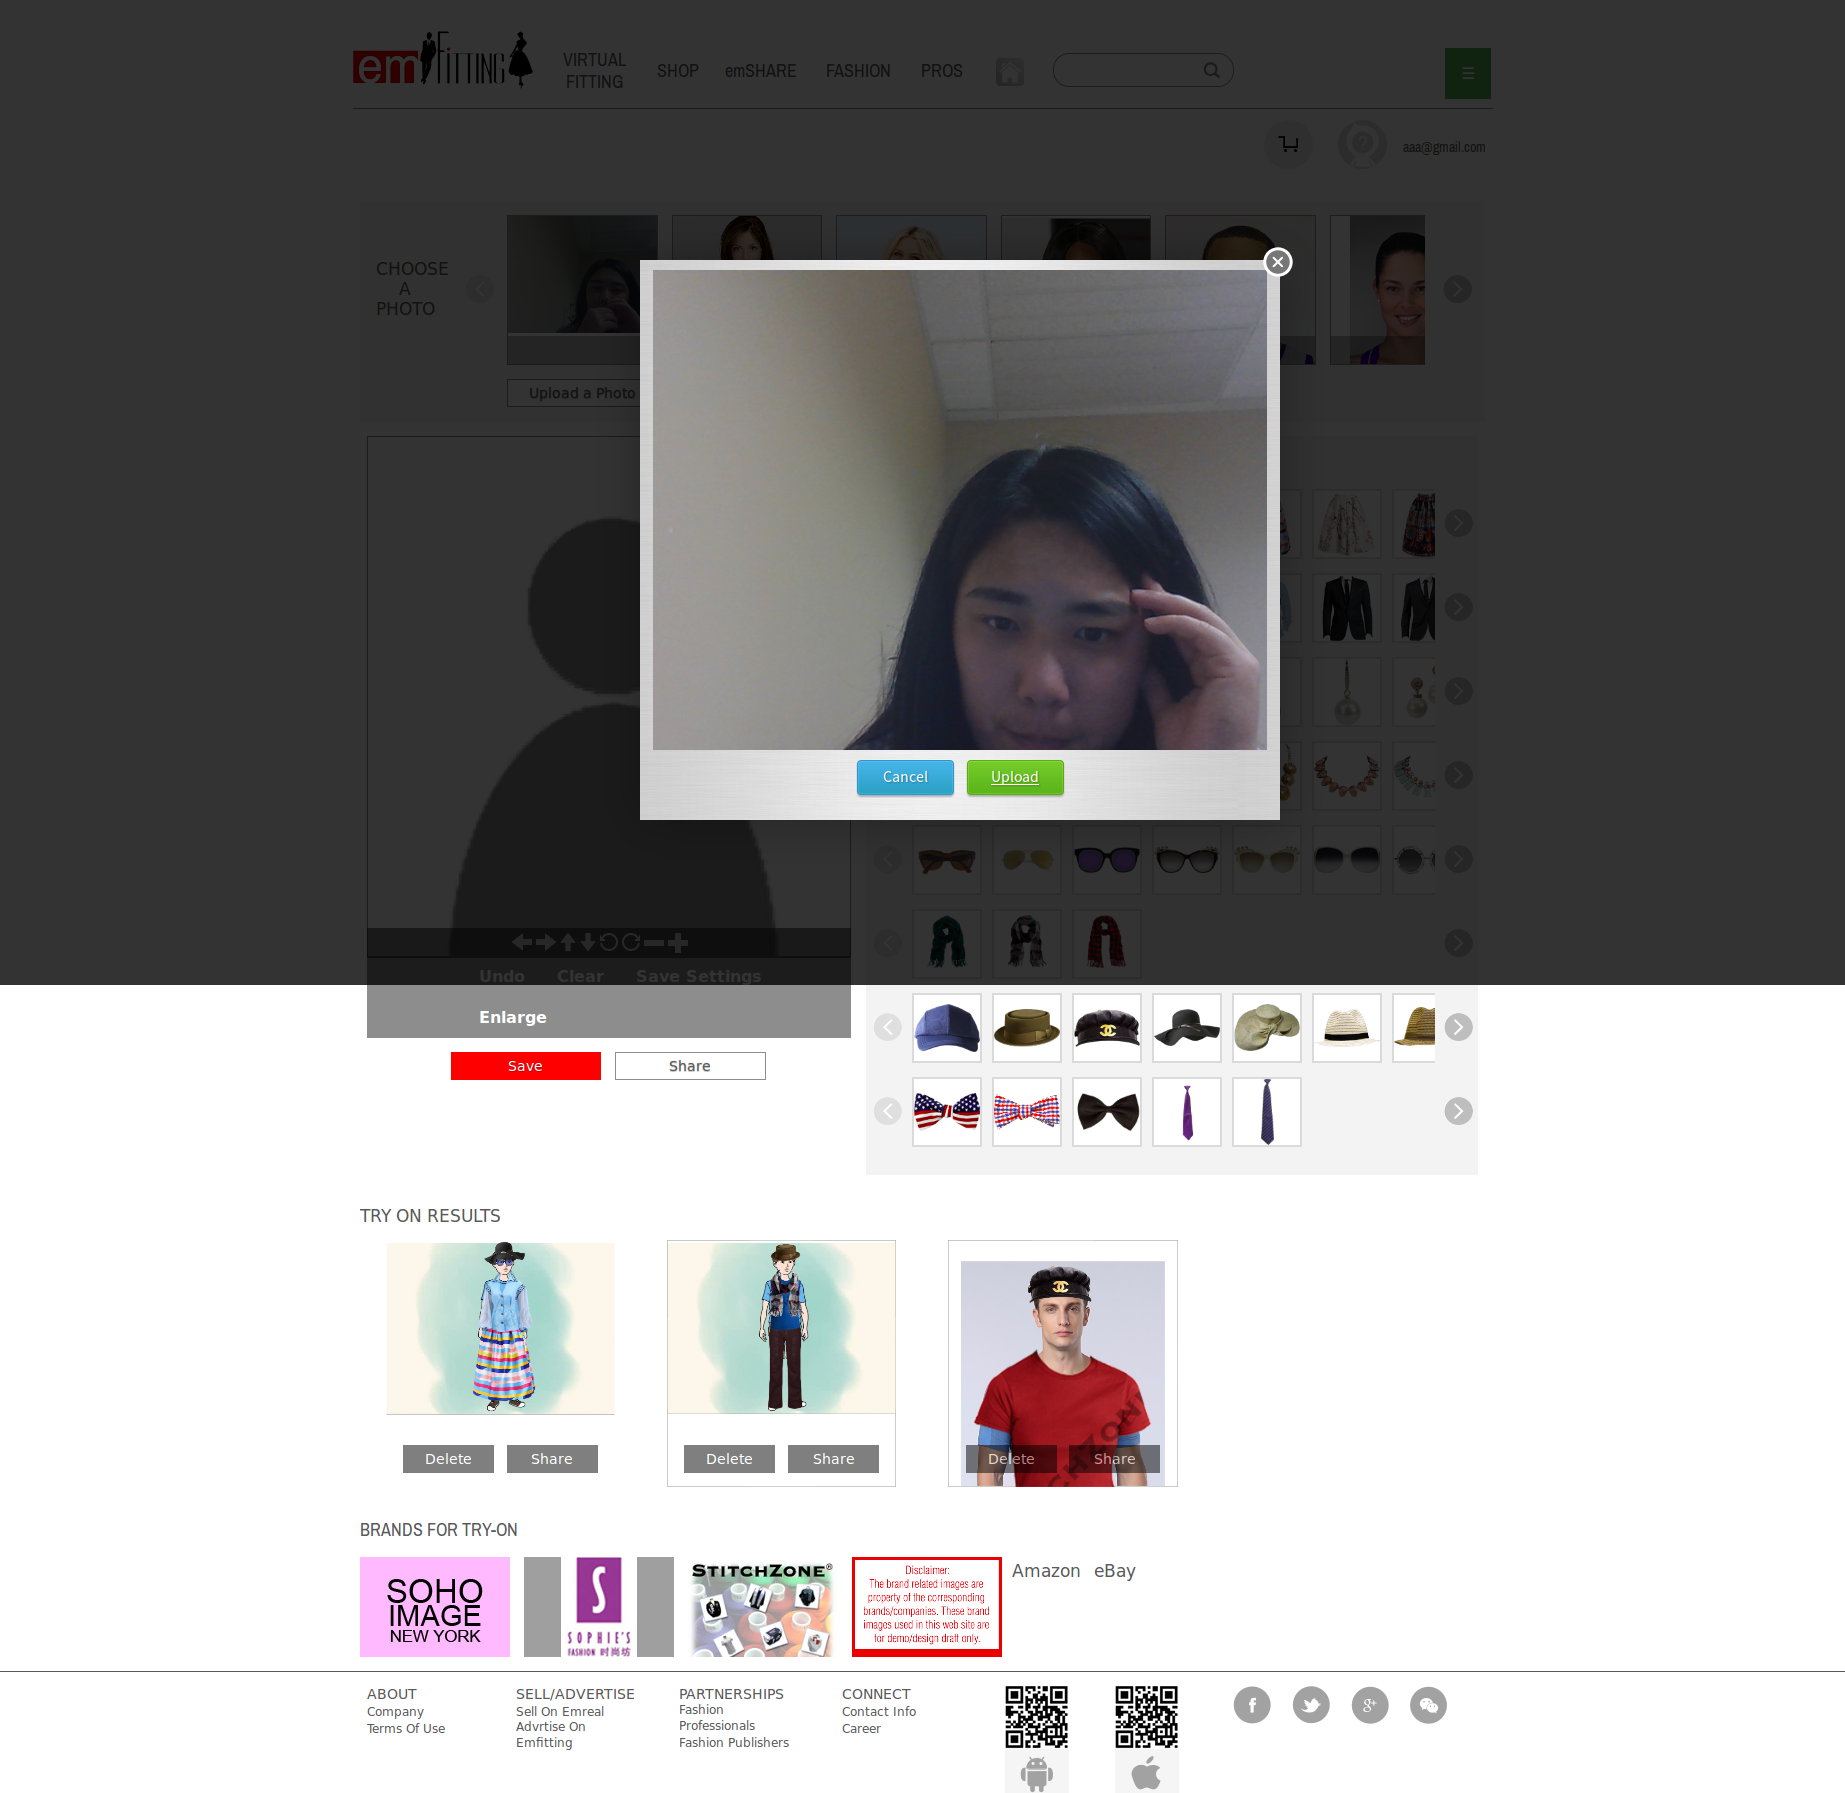 emFITTING
VIRTUAL
FITTING
SHOP
emSHARE
FASHION
PROS
aaa@gmail.com
CHOOSE
A
PHOTO
Upload a Photo
Cancel
Upload
Undo
Clear
Save Settings
Enlarge
Save
Share
TRY ON RESULTS
Delete
Share
Delete
Share
Delete
Share
BRANDS FOR TRY-ON
SOHO
IMAGE
NEW YORK
S
SOPHIE'S
FASHION 时尚坊
STITCHZONE®
Disclaimer:
The brand related images are
property of the corresponding
brands/companies. These brand
images used in this web site are
for demo/design draft only.
Amazon
eBay
ABOUT
Company
Terms Of Use
SELL/ADVERTISE
Sell On Emreal
Advrtise On
Emfitting
PARTNERSHIPS
Fashion
Professionals
Fashion Publishers
CONNECT
Contact Info
Career